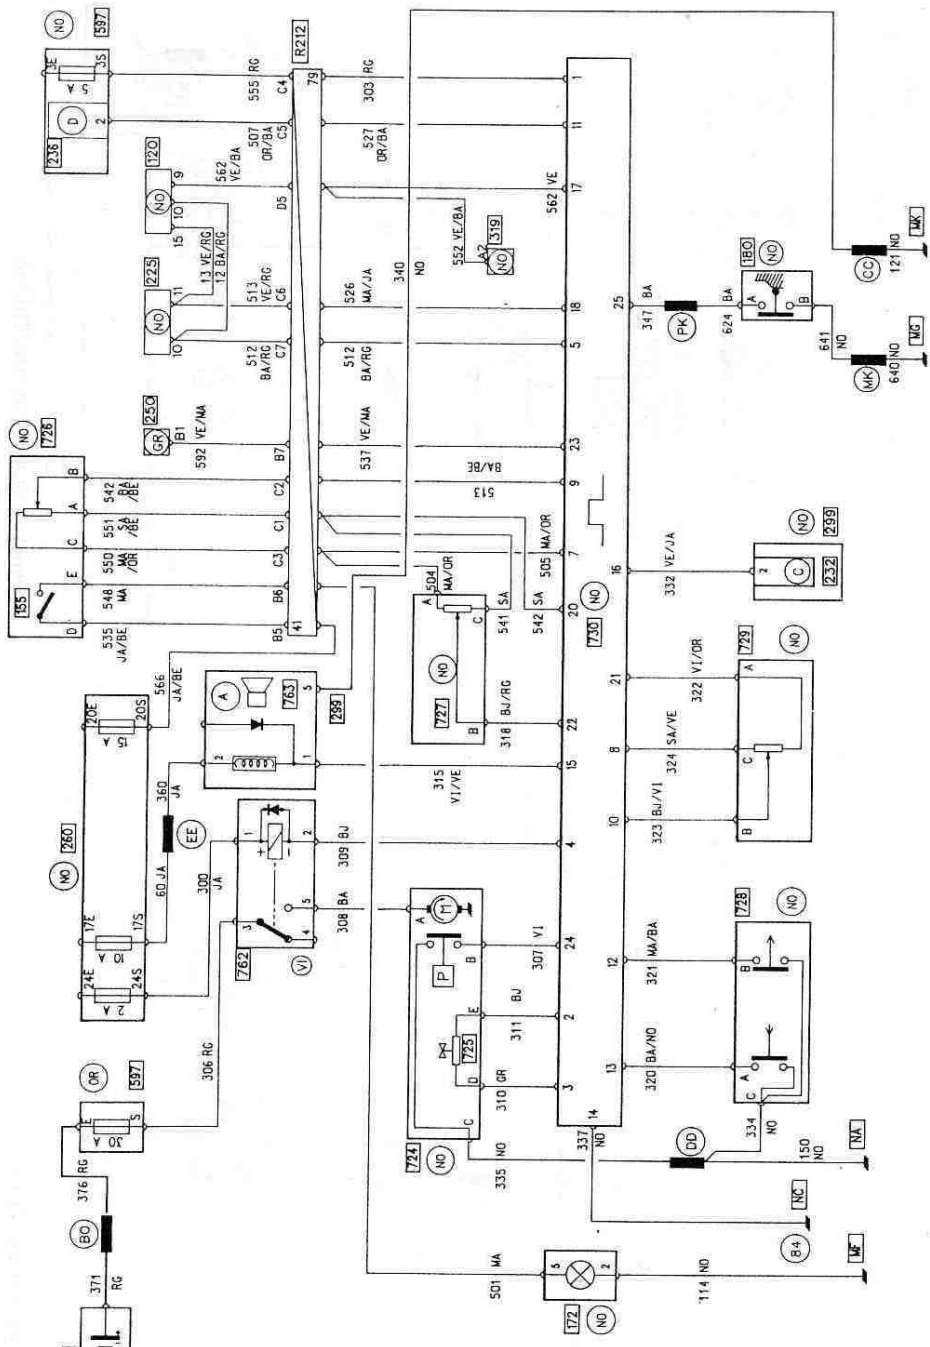 NO
597
3E
3S
5 A
D
2
236
555 RG
C4
507
OR/BA
C5
R212
79
303 RG
1
527
OR/BA
11
120
NO
9
10
15
562
VE/BA
D5
562 VE
17
552 VE/BA
A2
319
NO
340
NO
225
NO
11
10
13 VE/RG
12 BA/RG
513
VE/RG
C6
526
MA/JA
18
512
BA/RG
C7
512
BA/RG
5
25
347 BA
PK
624
BA
180
NO
A
B
641
NO
MK
640
NO
MG
CC
121
NO
MK
250
GR
B1
592 VE/MA
B7
537 VE/MA
23
NO
726
B
A
C
E
D
155
542
BA
/BE
C2
BA/BE
513
9
551
SA
/BE
C1
550
MA
/OR
C3
505 MA/OR
7
548
MA
B6
535
JA/BE
B5
41
504
MA/OR
A
C
B
NO
727
541
SA
542
SA
20
NO
730
318 BJ/RG
22
16
332 VE/JA
2
C
232
NO
299
566
JA/BE
20E
20S
15 A
A
763
299
5
2
1
315
VI/VE
15
21
322 VI/OR
8
324 SA/VE
10
323 BJ/VI
A
C
B
729
NO
NO
260
360
JA
EE
60 JA
300
JA
17E
17S
10 A
24E
24S
2 A
1
2
+
-
3
5
4
762
VI
309 BJ
4
308 BA
A
M
P
B
E
D
C
725
724
NO
307 VI
24
311
BJ
2
310 GR
3
12
321 MA/BA
13
320 BA/NO
B
A
C
728
NO
306 RG
OR
597
E
S
30 A
376 RG
BO
371
RG
335 NO
337
NO
14
DD
334
NO
150
NO
NA
NC
84
501 MA
5
2
172
NO
114 NO
MF